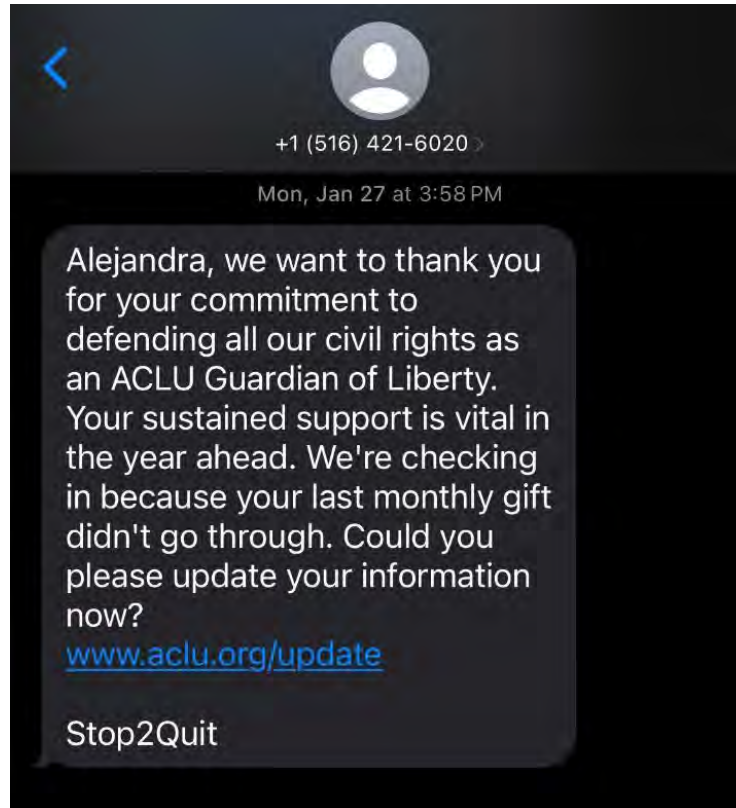 +1 (516) 421-6020 >
Mon, Jan 27 at 3:58 PM
Alejandra, we want to thank you
for your commitment to
defending all our civil rights as
an ACLU Guardian of Liberty.
Your sustained support is vital in
the year ahead. We're checking
in because your last monthly gift
didn't go through. Could you
please update your information
now?
www.aclu.org/update
Stop2Quit